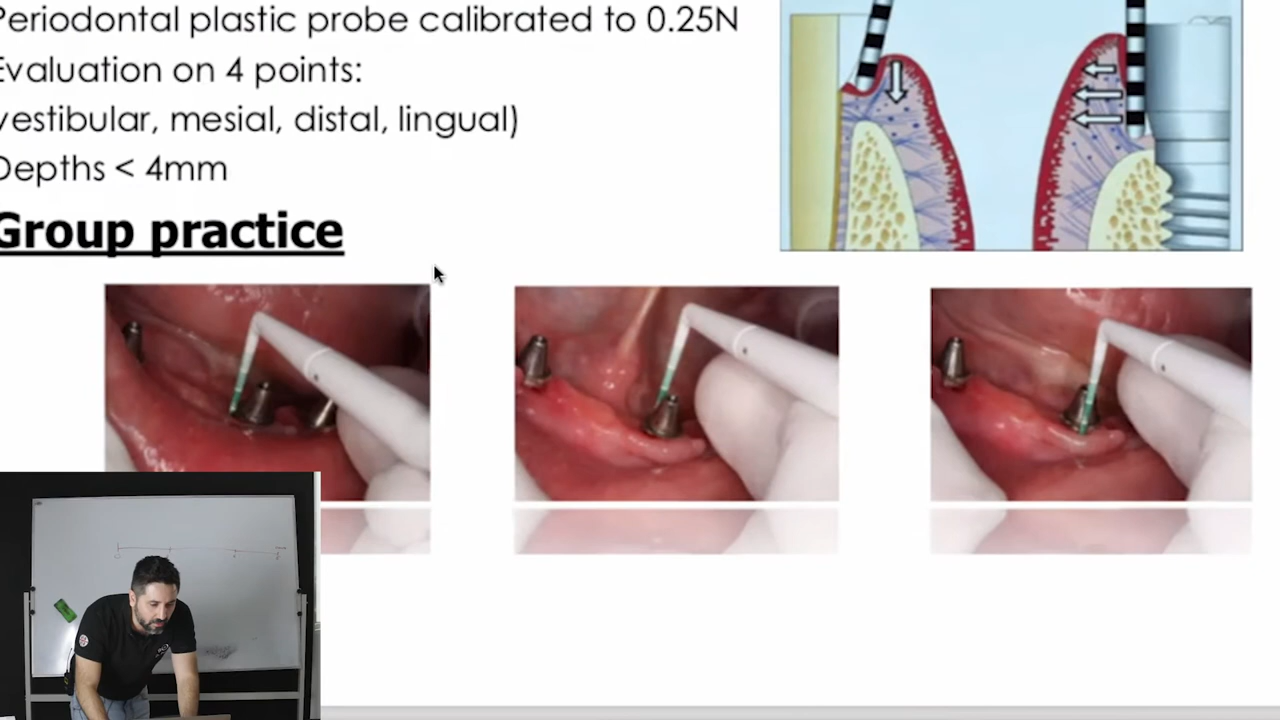 Periodontal plastic probe calibrated to 0.25N
Evaluation on 4 points:
vestibular, mesial, distal, lingual)
Depths < 4mm
Group practice